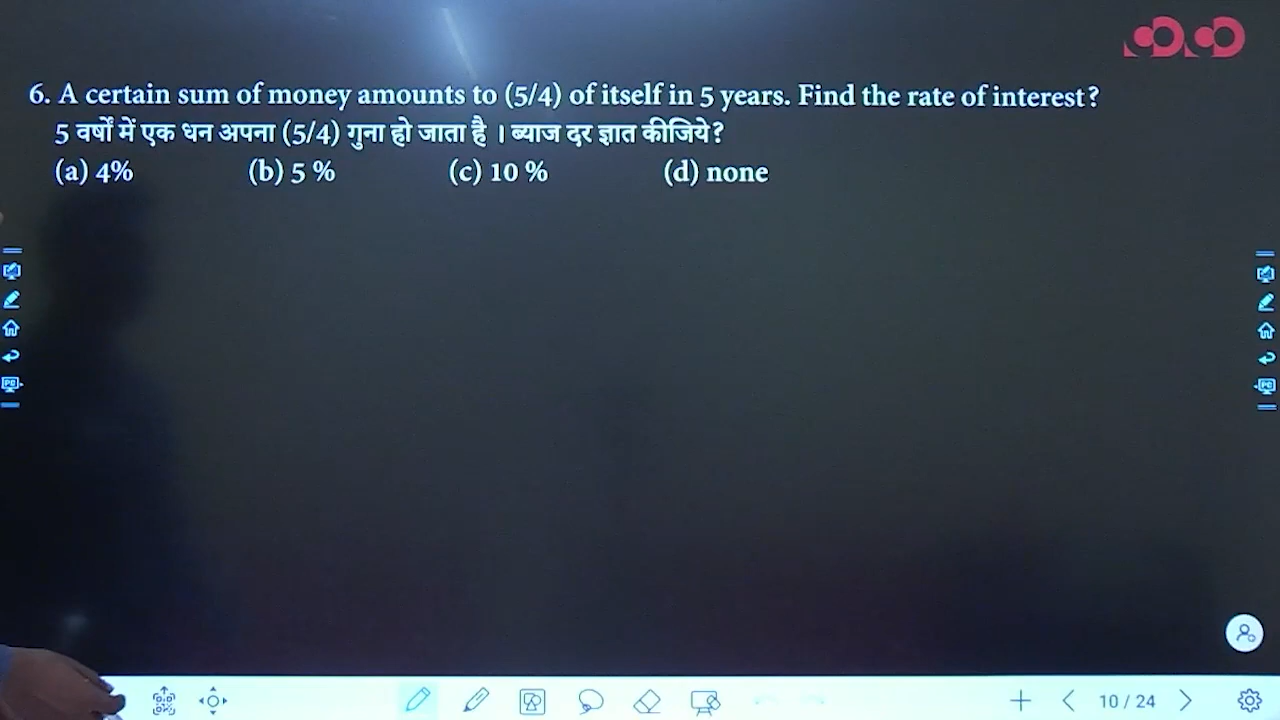 6. A certain sum of money amounts to (5/4) of itself in 5 years. Find the rate of interest?
5 वर्षों में एक धन अपना (5/4) गुना हो जाता है । ब्याज दर ज्ञात कीजिये?
(a) 4% (b) 5 % (c) 10 % (d) none
10 / 24